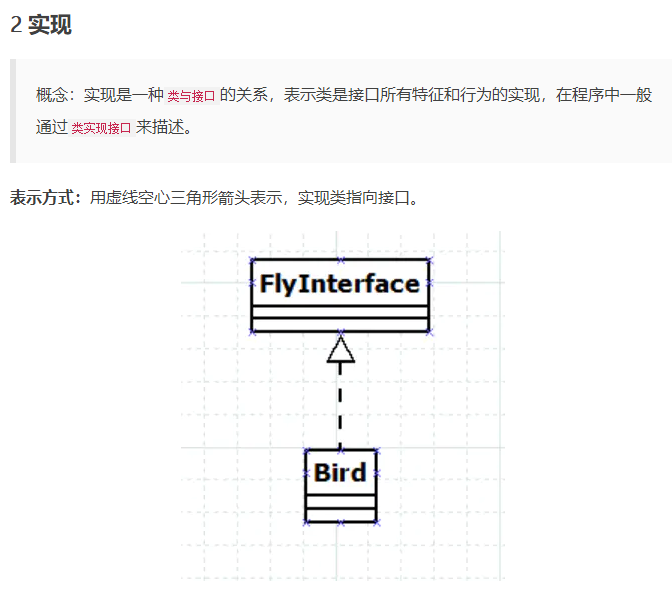 2 实现
概念：实现是一种 类与接口 的关系，表示类是接口所有特征和行为的实现，在程序中一般
通过 类实现接口 来描述。
表示方式：用虚线空心三角形箭头表示，实现类指向接口。
FlyInterface
Bird